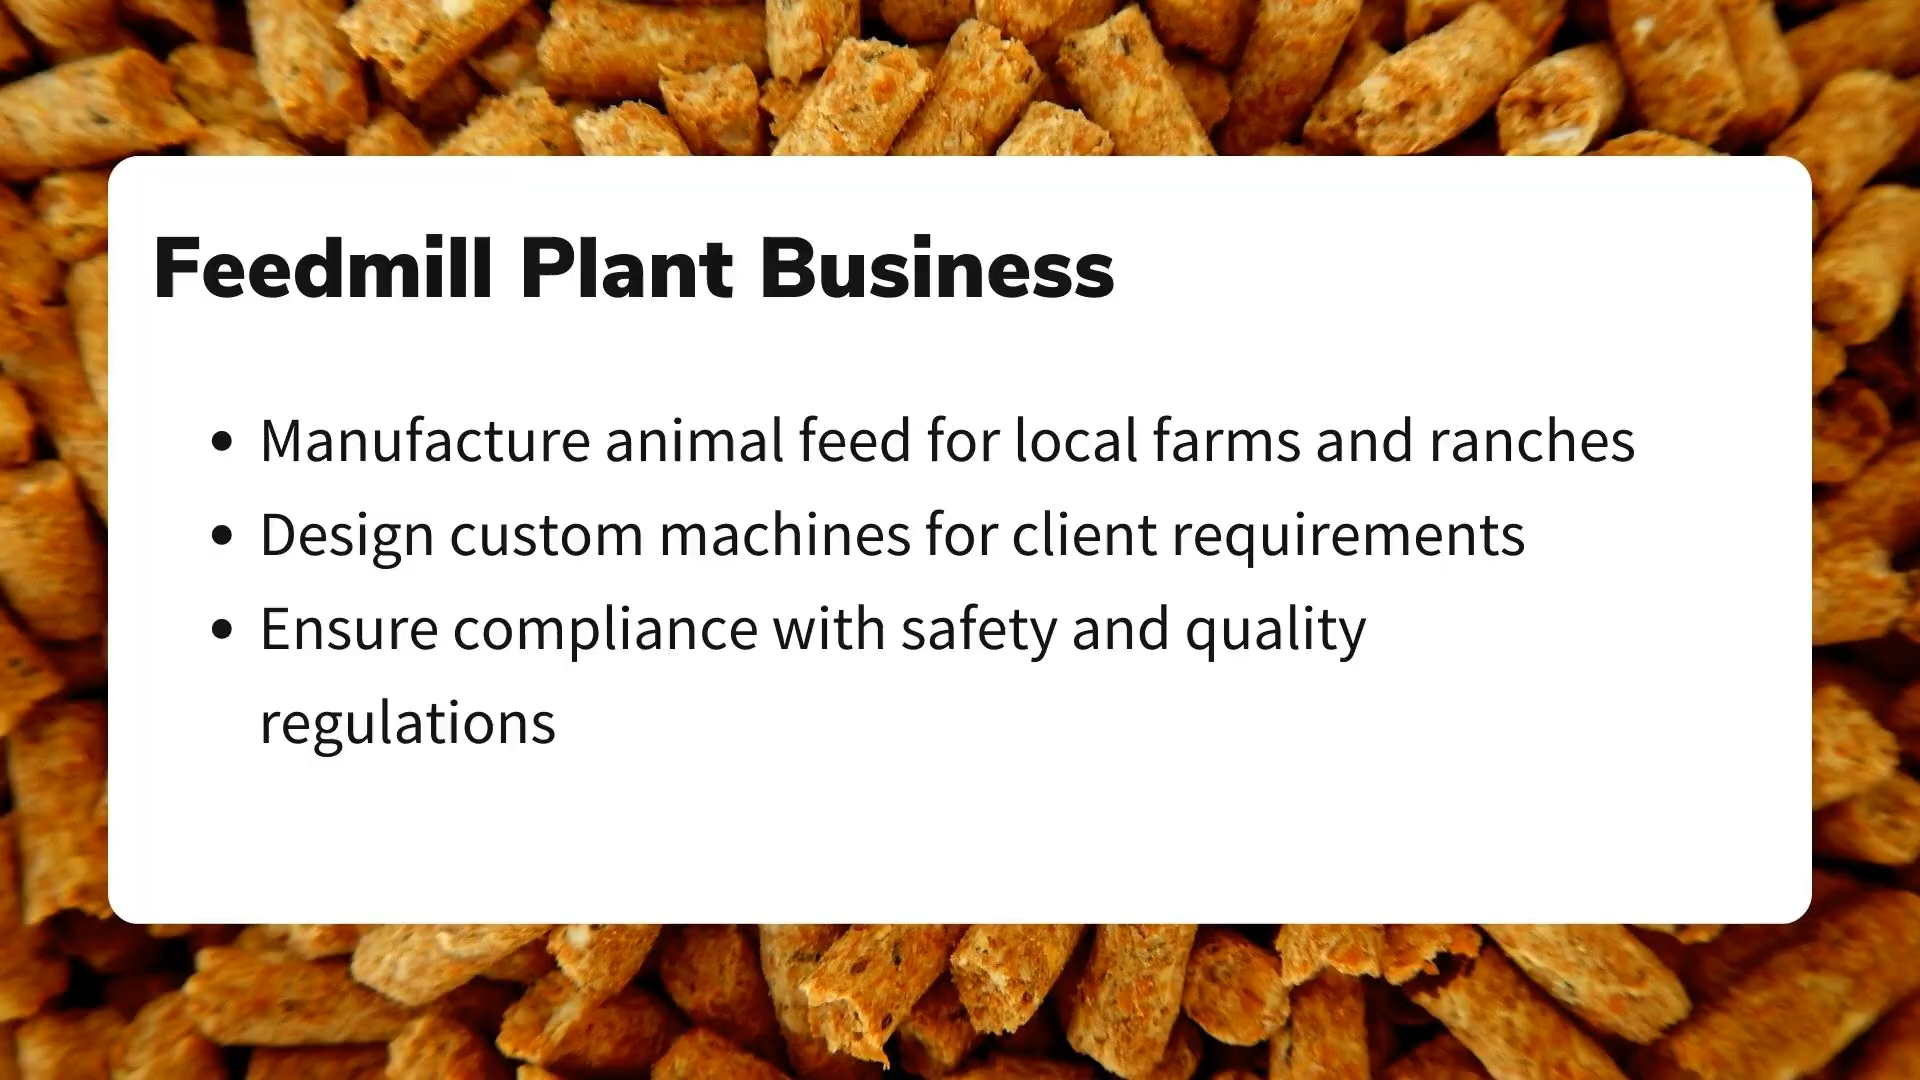 Feedmill Plant Business
• Manufacture animal feed for local farms and ranches
• Design custom machines for client requirements
• Ensure compliance with safety and quality
regulations